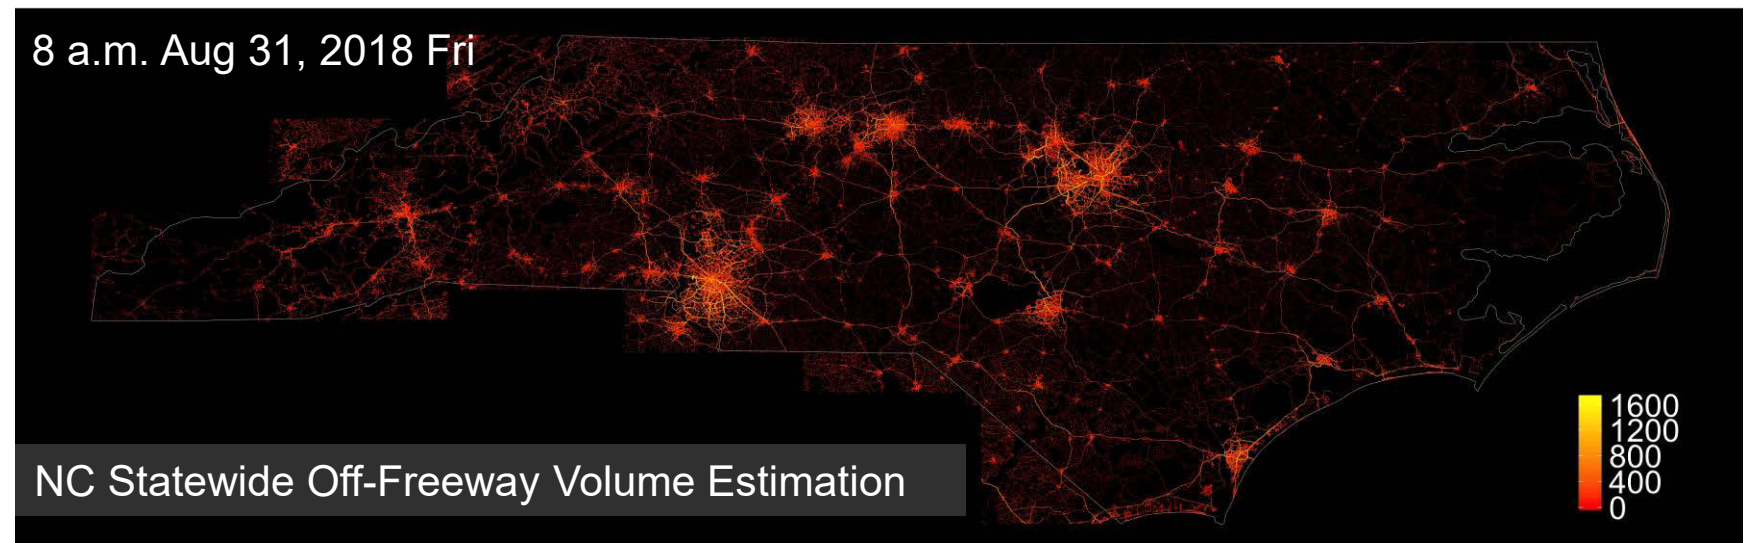 8 a.m. Aug 31, 2018 Fri
NC Statewide Off-Freeway Volume Estimation
1600
1200
800
400
0